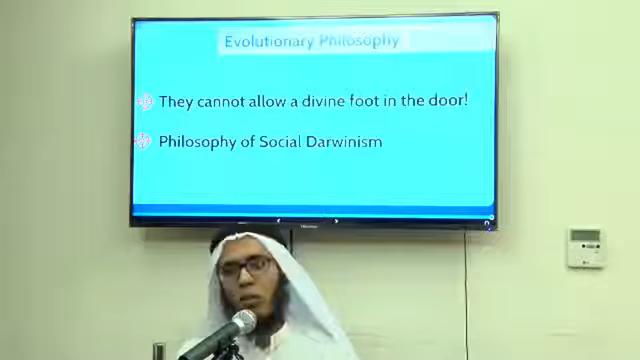 Evolutionary Philosophy
They cannot allow a divine foot in the door!
Philosophy of Social Darwinism